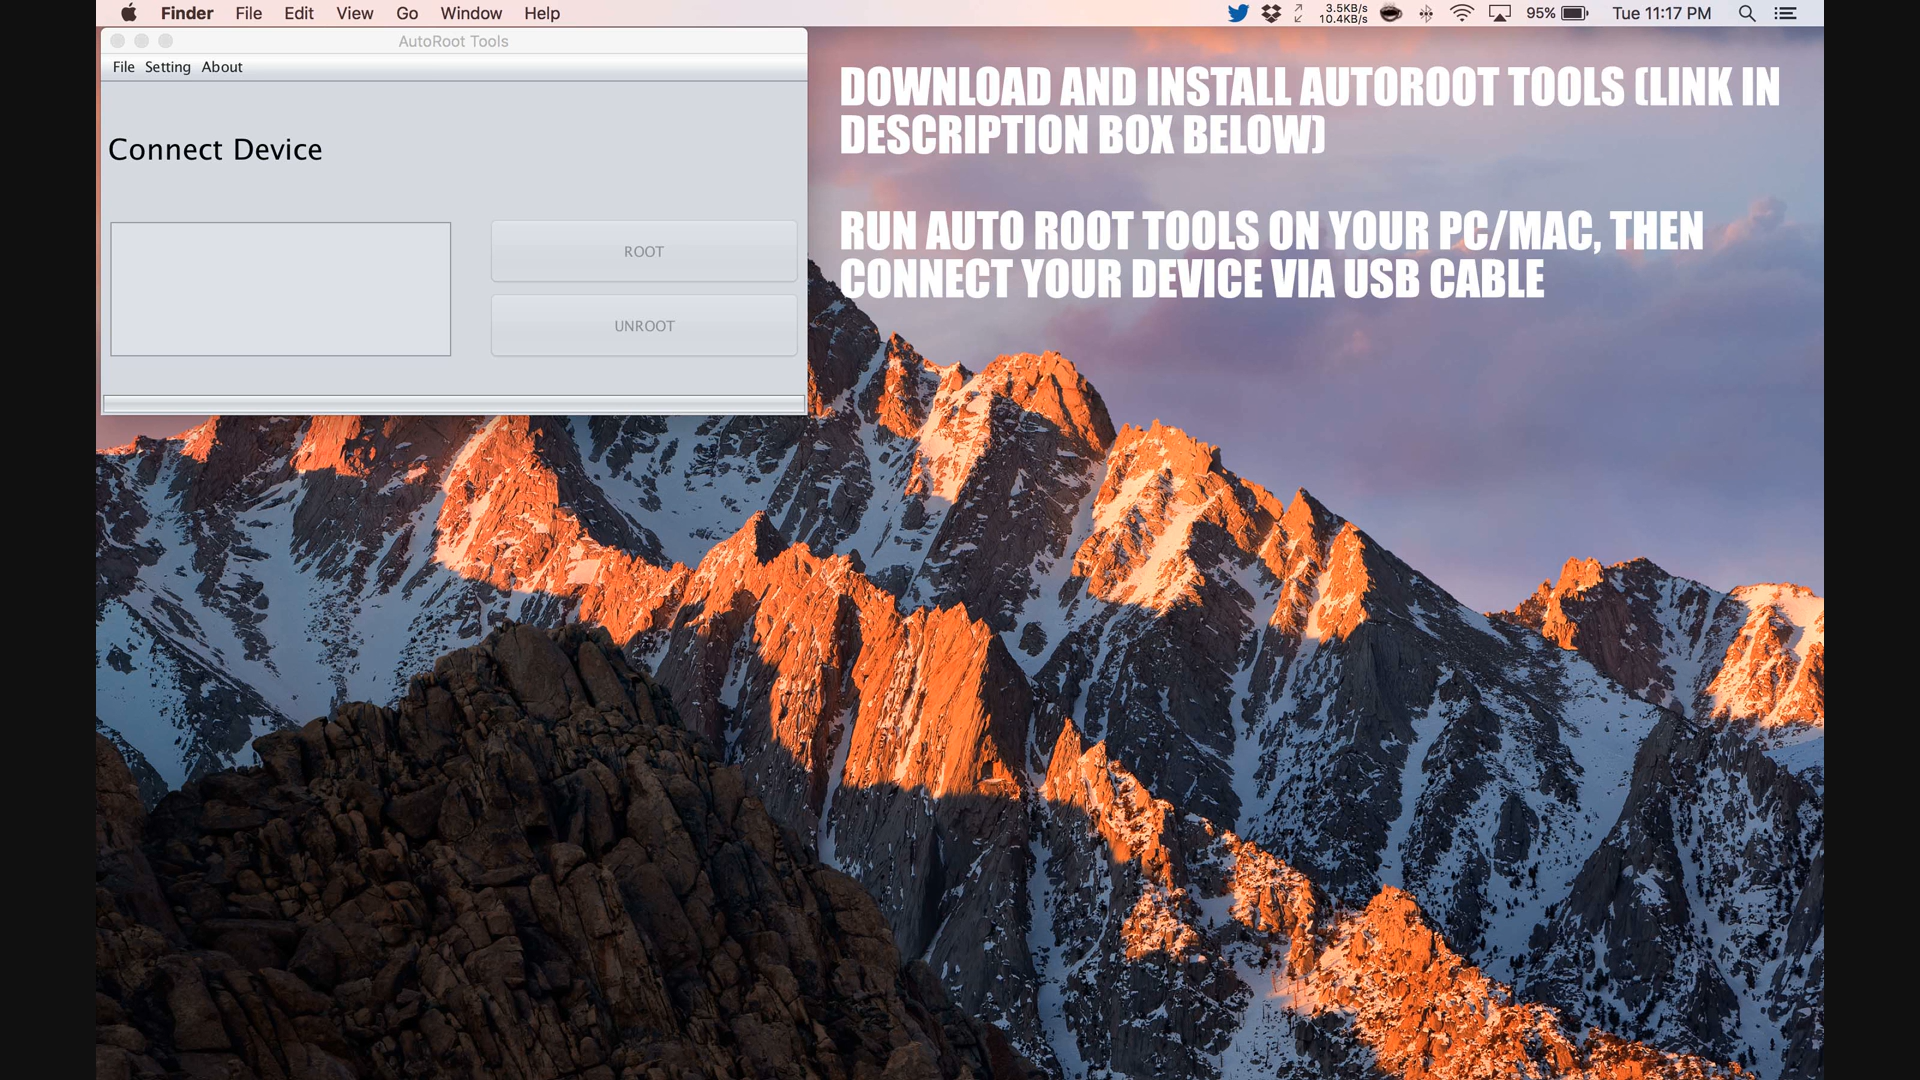 Finder File Edit View Go Window Help
3.5KB/s
10.4KB/s
95%
Tue 11:17 PM
AutoRoot Tools
File Setting About
Connect Device
ROOT
UNROOT
DOWNLOAD AND INSTALL AUTOROOT TOOLS (LINK IN
DESCRIPTION BOX BELOW)
RUN AUTO ROOT TOOLS ON YOUR PC/MAC, THEN
CONNECT YOUR DEVICE VIA USB CABLE